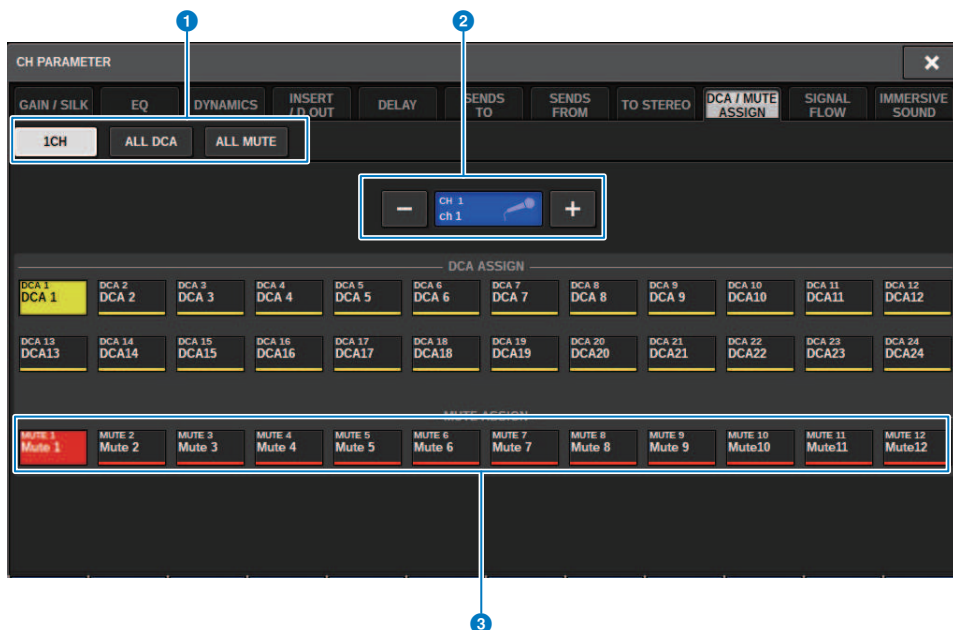 1
2
CH PARAMETER
GAIN / SILK
EQ
DYNAMICS
INSERT
/ D.OUT
DELAY
SENDS
TO
SENDS
FROM
TO STEREO
DCA / MUTE
ASSIGN
SIGNAL
FLOW
IMMERSIVE
SOUND
1CH
ALL DCA
ALL MUTE
CH 1
ch 1
DCA ASSIGN
DCA 1
DCA 1
DCA 2
DCA 2
DCA 3
DCA 3
DCA 4
DCA 4
DCA 5
DCA 5
DCA 6
DCA 6
DCA 7
DCA 7
DCA 8
DCA 8
DCA 9
DCA 9
DCA 10
DCA10
DCA 11
DCA11
DCA 12
DCA12
DCA 13
DCA13
DCA 14
DCA14
DCA 15
DCA15
DCA 16
DCA16
DCA 17
DCA17
DCA 18
DCA18
DCA 19
DCA19
DCA 20
DCA20
DCA 21
DCA21
DCA 22
DCA22
DCA 23
DCA23
DCA 24
DCA24
MUTE ASSIGN
MUTE 1
Mute 1
MUTE 2
Mute 2
MUTE 3
Mute 3
MUTE 4
Mute 4
MUTE 5
Mute 5
MUTE 6
Mute 6
MUTE 7
Mute 7
MUTE 8
Mute 8
MUTE 9
Mute 9
MUTE 10
Mute10
MUTE 11
Mute11
MUTE 12
Mute12
3